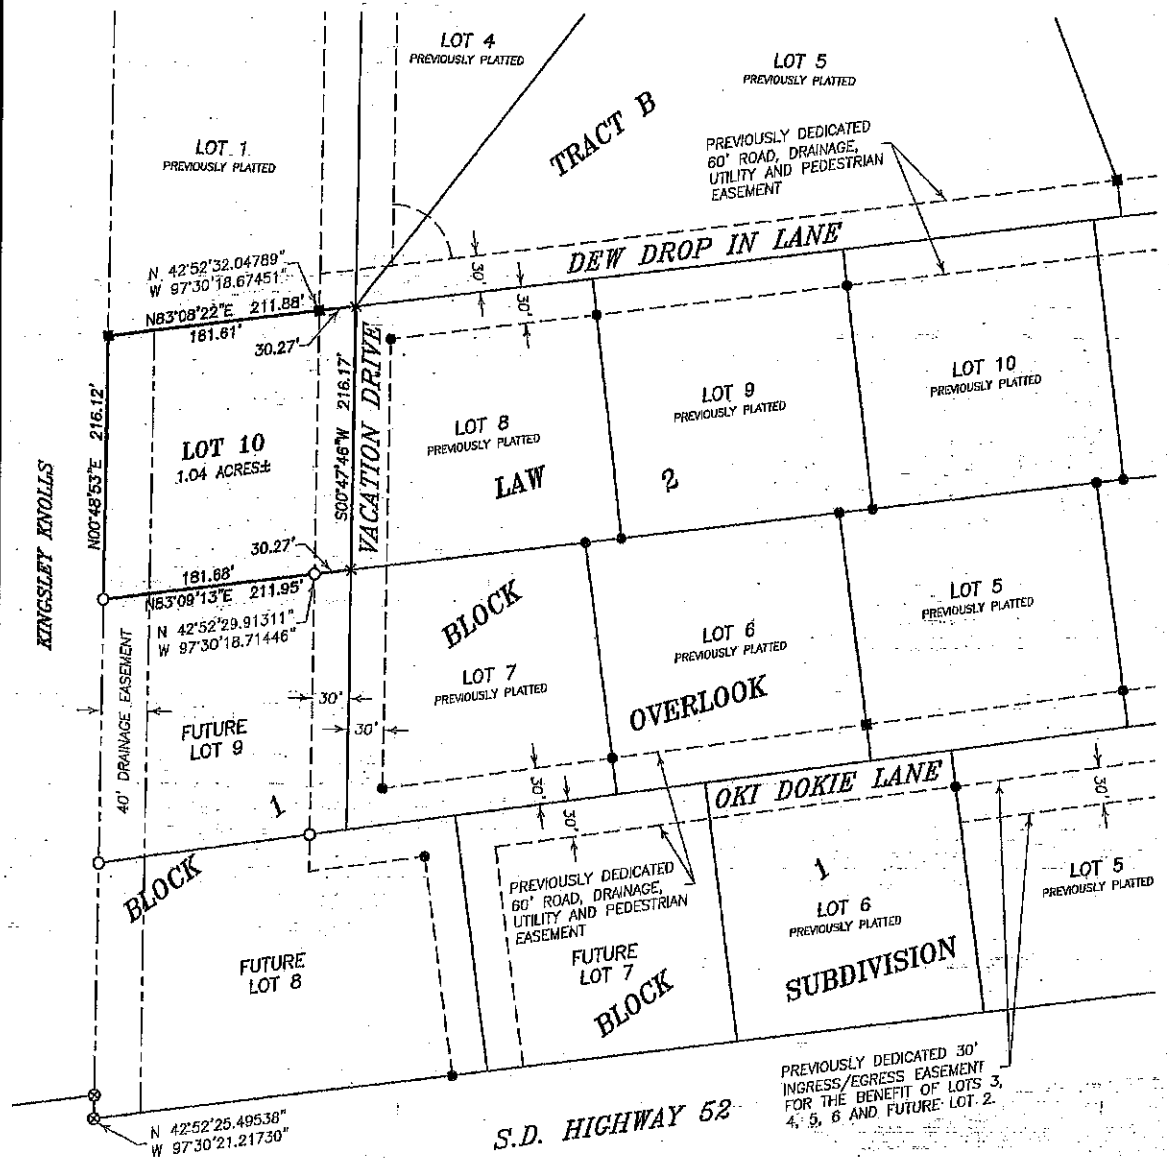 LOT 4
PREVIOUSLY PLATTED
LOT 5
PREVIOUSLY PLATTED
TRACT B
LOT 1
PREVIOUSLY PLATTED
PREVIOUSLY DEDICATED
60' ROAD, DRAINAGE,
UTILITY AND PEDESTRIAN
EASEMENT
DEW DROP IN LANE
30'
30'
N 42°52'32.04789"
W 97°30'18.67451"
N83°08'22"E 211.88'
181.61'
30.27'
N00°48'53"E 216.12'
S00°47'46"W 216.17'
VACATION DRIVE
LOT 10
1.04 ACRES±
LOT 8
PREVIOUSLY PLATTED
LOT 9
PREVIOUSLY PLATTED
LOT 10
PREVIOUSLY PLATTED
LAW
2
KINGSLEY KNOLLS
30.27'
181.68'
N83°09'13"E 211.95'
N 42°52'29.91311"
W 97°30'18.71446"
BLOCK
LOT 7
PREVIOUSLY PLATTED
LOT 6
PREVIOUSLY PLATTED
LOT 5
PREVIOUSLY PLATTED
OVERLOOK
30'
30'
40' DRAINAGE EASEMENT
FUTURE
LOT 9
1
BLOCK
30'
30'
OKI DOKIE LANE
30'
PREVIOUSLY DEDICATED
60' ROAD, DRAINAGE,
UTILITY AND PEDESTRIAN
EASEMENT
FUTURE
LOT 7
BLOCK
1
LOT 6
PREVIOUSLY PLATTED
LOT 5
PREVIOUSLY PLATTED
SUBDIVISION
FUTURE
LOT 8
PREVIOUSLY DEDICATED 30'
INGRESS/EGRESS EASEMENT
FOR THE BENEFIT OF LOTS 3,
4, 5, 6 AND FUTURE LOT 2.
N 42°52'25.49538"
W 97°30'21.21730"
S.D. HIGHWAY 52